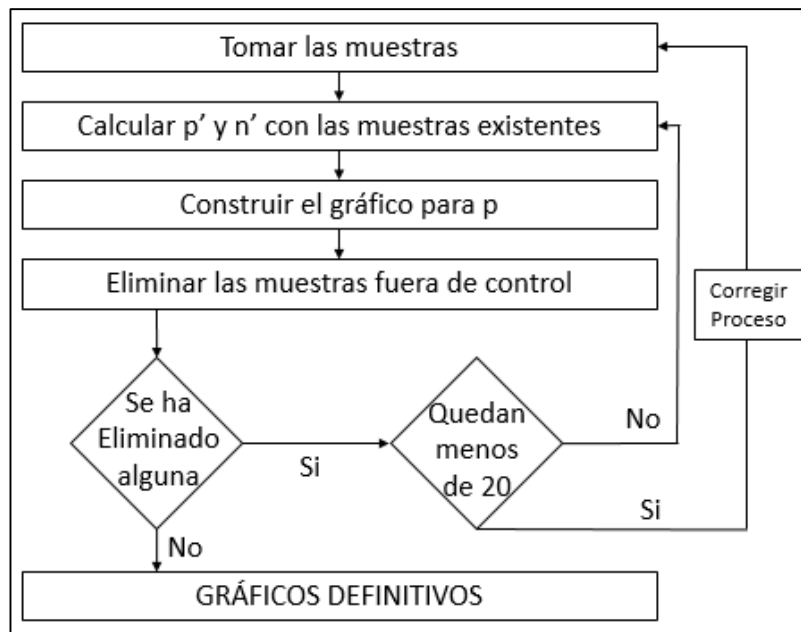 Tomar las muestras
Calcular p’ y n’ con las muestras existentes
Construir el gráfico para p
Eliminar las muestras fuera de control
Corregir
Proceso
Se ha
Eliminado
alguna
Si
Quedan
menos
de 20
No
Si
No
GRÁFICOS DEFINITIVOS